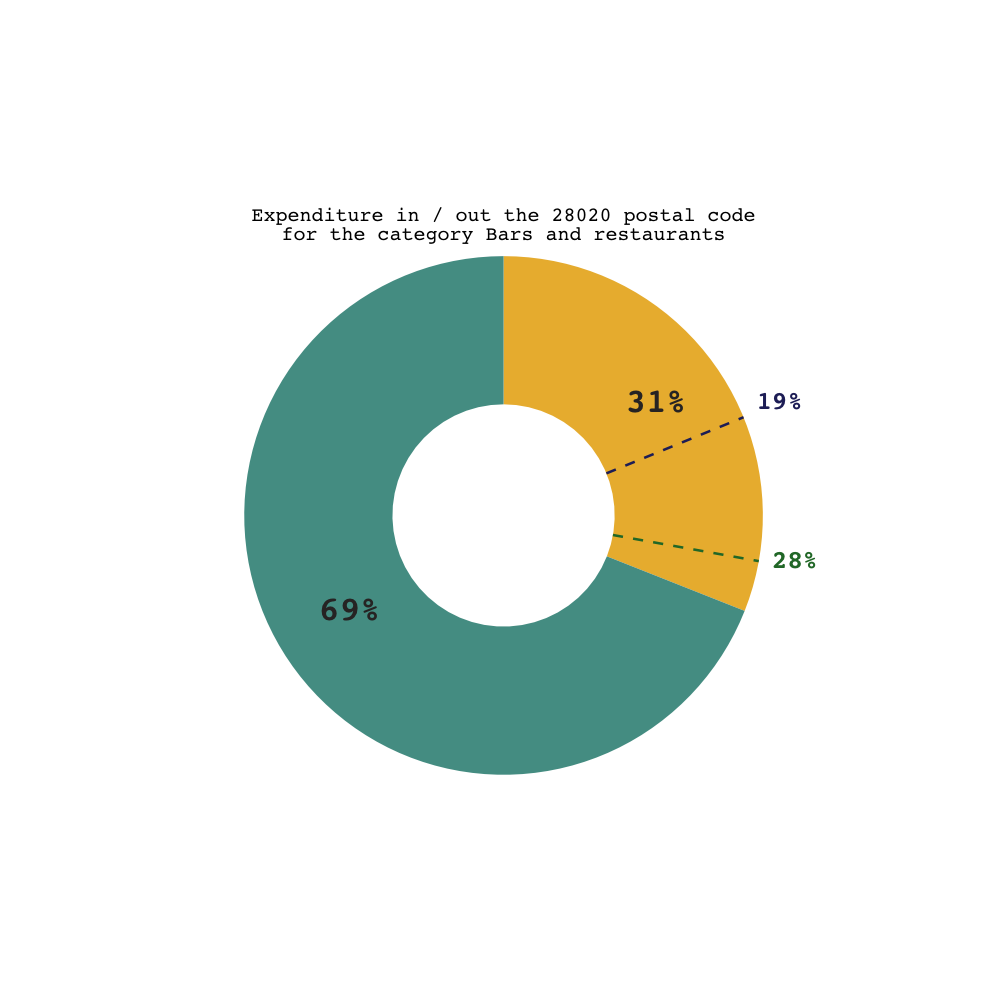 Expenditure in / out the 28020 postal code
for the category Bars and restaurants
31%
19%
28%
69%